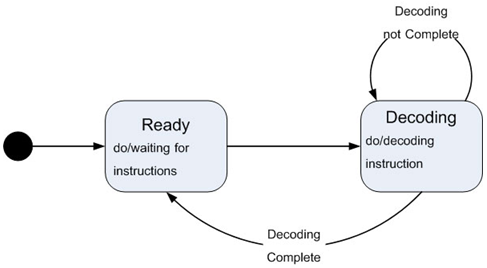 Decoding
not Complete
Ready
do/waiting for
instructions
Decoding
do/decoding
instruction
Decoding
Complete